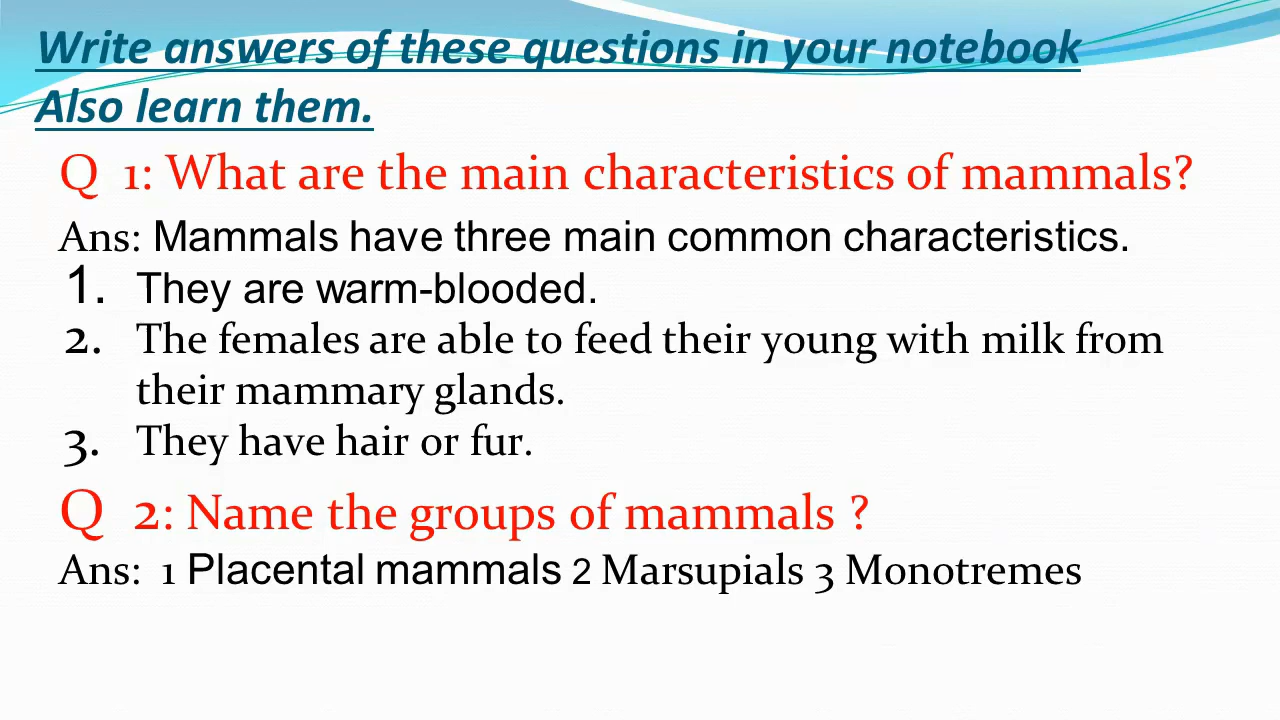 Write answers of these questions in your notebook
Also learn them.
Q 1: What are the main characteristics of mammals?
Ans: Mammals have three main common characteristics.
1. They are warm-blooded.
2. The females are able to feed their young with milk from
their mammary glands.
3. They have hair or fur.
Q 2: Name the groups of mammals ?
Ans: 1 Placental mammals 2 Marsupials 3 Monotremes